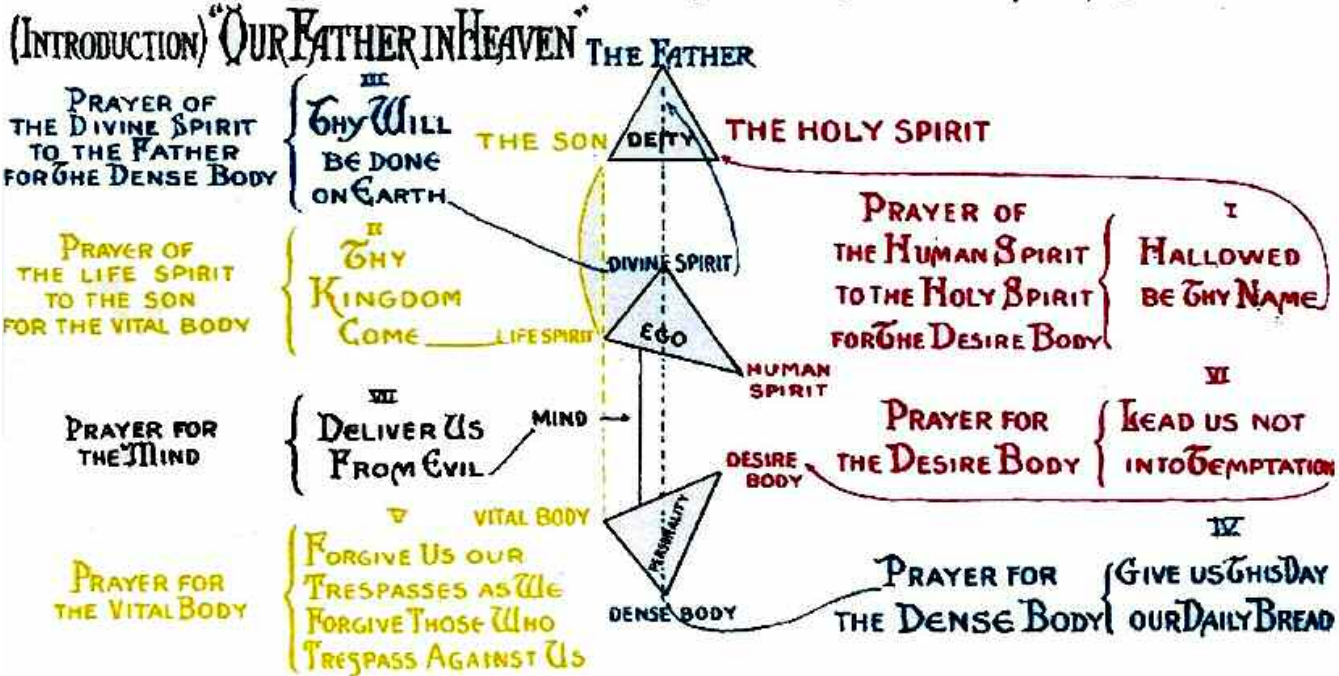 (INTRODUCTION) "OUR FATHER IN HEAVEN"
THE FATHER
PRAYER OF
THE DIVINE SPIRIT
TO THE FATHER
FOR THE DENSE BODY
III
THY WILL
BE DONE
ON EARTH
THE SON
DEITY
THE HOLY SPIRIT
PRAYER OF
THE HUMAN SPIRIT
TO THE HOLY SPIRIT
FOR THE DESIRE BODY
I
HALLOWED
BE THY NAME
PRAYER OF
THE LIFE SPIRIT
TO THE SON
FOR THE VITAL BODY
II
THY
KINGDOM
COME
DIVINE SPIRIT
LIFE SPIRIT
EGO
HUMAN
SPIRIT
PRAYER FOR
THE MIND
VII
DELIVER US
FROM EVIL
MIND
DESIRE
BODY
PRAYER FOR
THE DESIRE BODY
VI
LEAD US NOT
INTO TEMPTATION
PRAYER FOR
THE VITAL BODY
V
FORGIVE US OUR
TRESPASSES AS WE
FORGIVE THOSE WHO
TRESPASS AGAINST US
VITAL BODY
PERSONALITY
DENSE BODY
PRAYER FOR
THE DENSE BODY
IV
GIVE US THIS DAY
OUR DAILY BREAD